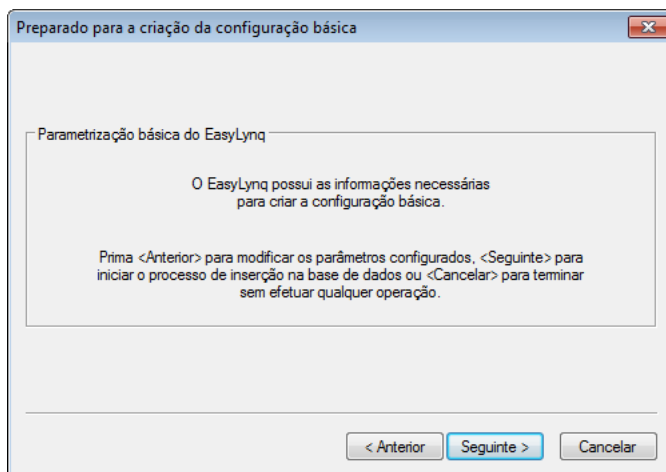 Preparado para a criação da configuração básica
Parametrização básica do EasyLynq
O EasyLynq possui as informações necessárias
para criar a configuração básica.
Prima <Anterior> para modificar os parâmetros configurados, <Seguinte> para
iniciar o processo de inserção na base de dados ou <Cancelar> para terminar
sem efetuar qualquer operação.
< Anterior
Seguinte >
Cancelar